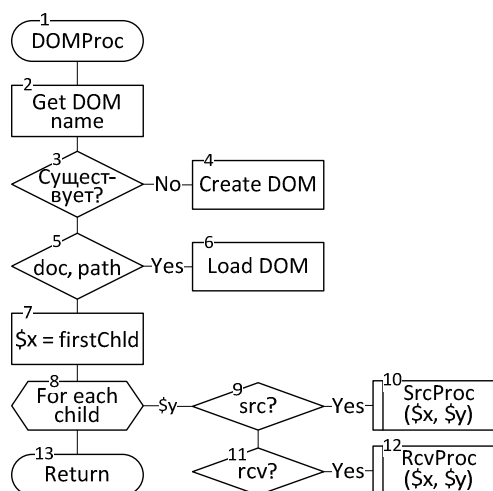 1
DOMProc
2
Get DOM
name
3
Сущест-
вует?
No
4
Create DOM
5
doc, path
Yes
6
Load DOM
7
$x = firstChld
8
For each
child
$y
9
src?
Yes
10
SrcProc
($x, $y)
11
rcv?
Yes
12
RcvProc
($x, $y)
13
Return